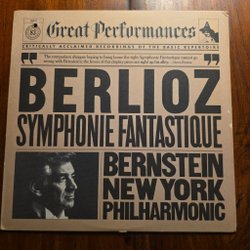 Great Performances
CRITICALLY ACCLAIMED RECORDINGS OF THE BASIC REPERTOIRE
BERLIOZ
SYMPHONIE FANTASTIQUE
BERNSTEIN
NEW YORK
PHILHARMONIC